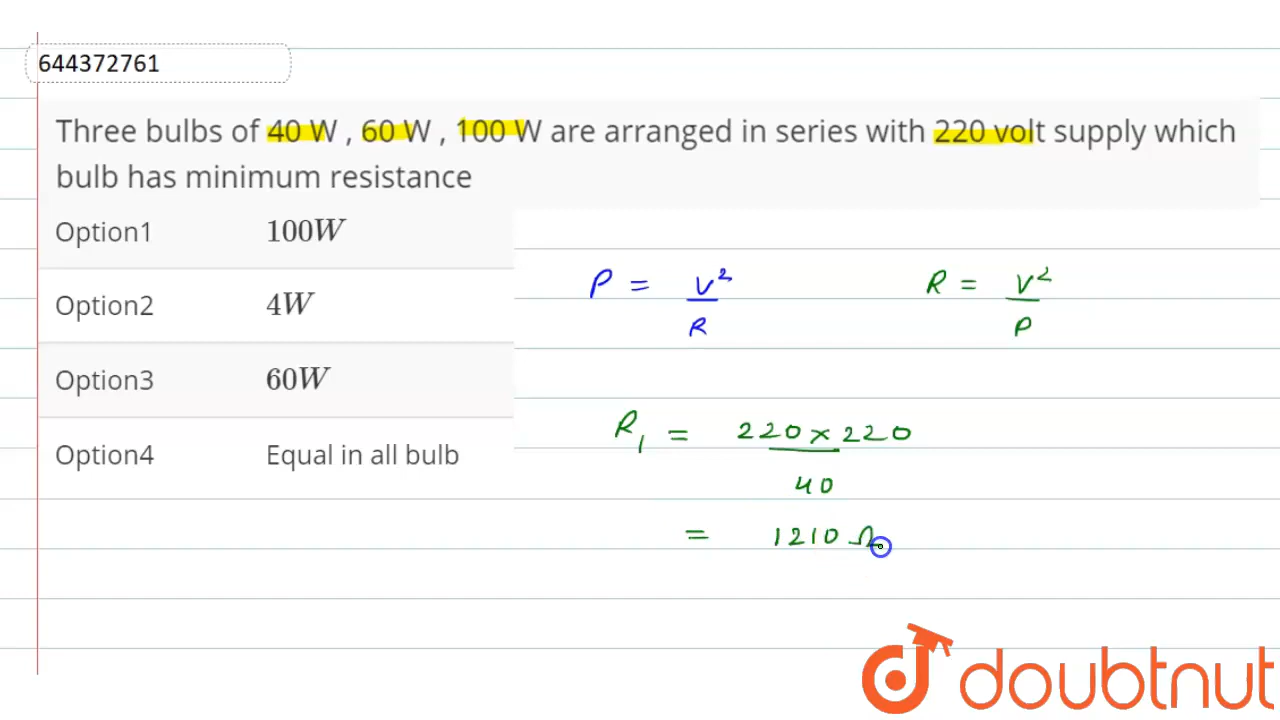 644372761
Three bulbs of 40 W , 60 W , 100 W are arranged in series with 220 volt supply which
bulb has minimum resistance
Option1 100W
Option2 4W
Option3 60W
Option4 Equal in all bulb
P = V²/R
R = V²/P
R₁ = 220 × 220 / 40
= 1210 Ω
doubtnut